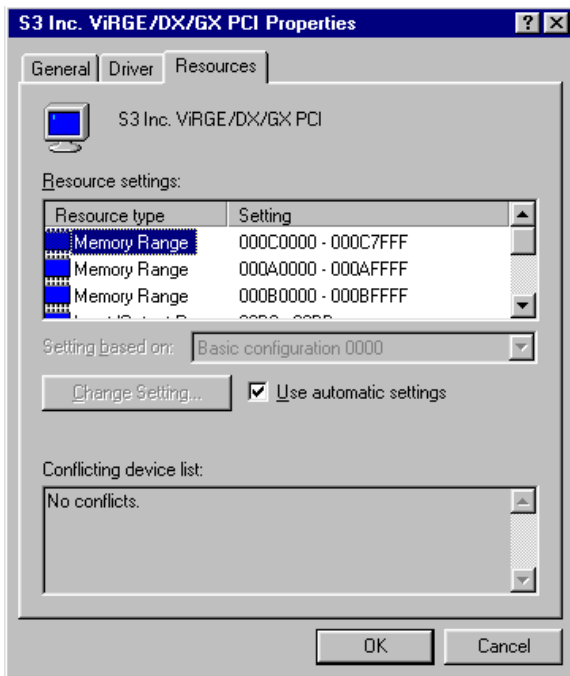 S3 Inc. ViRGE/DX/GX PCI Properties
General Driver Resources
S3 Inc. ViRGE/DX/GX PCI
Resource settings:
Resource type Setting
Memory Range 000C0000 - 000C7FFF
Memory Range 000A0000 - 000AFFFF
Memory Range 000B0000 - 000BFFFF
Setting based on: Basic configuration 0000
Change Setting... Use automatic settings
Conflicting device list:
No conflicts.
OK Cancel